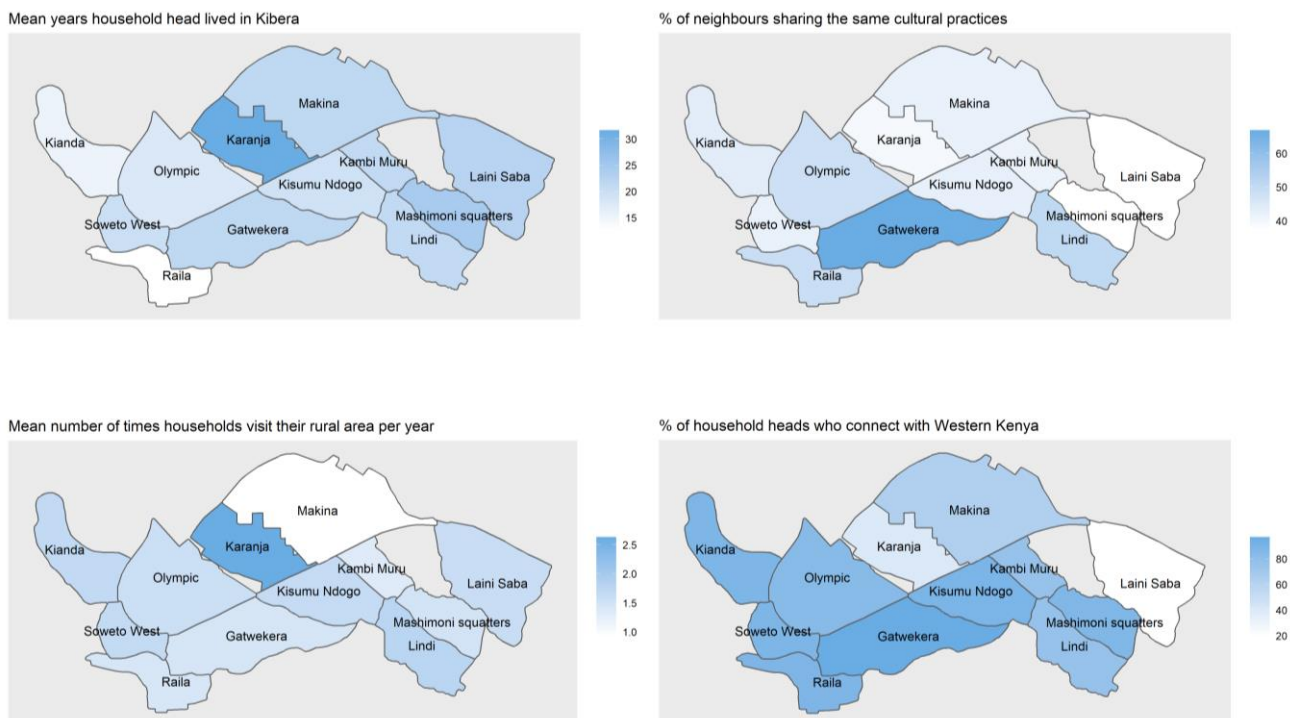 Mean years household head lived in Kibera
Makina
Kianda
Karanja
Kambi Muru
Olympic
Laini Saba
Kisumu Ndogo
Mashimoni squatters
Soweto West
Gatwekera
Lindi
Raila
30
25
20
15
% of neighbours sharing the same cultural practices
Makina
Kianda
Karanja
Kambi Muru
Olympic
Laini Saba
Kisumu Ndogo
Mashimoni squatters
Soweto West
Gatwekera
Lindi
Raila
60
50
40
Mean number of times households visit their rural area per year
Makina
Kianda
Karanja
Kambi Muru
Olympic
Laini Saba
Kisumu Ndogo
Mashimoni squatters
Soweto West
Gatwekera
Lindi
Raila
2.5
2.0
1.5
1.0
% of household heads who connect with Western Kenya
Makina
Kianda
Karanja
Kambi Muru
Olympic
Laini Saba
Kisumu Ndogo
Mashimoni squatters
Soweto West
Gatwekera
Lindi
Raila
80
60
40
20